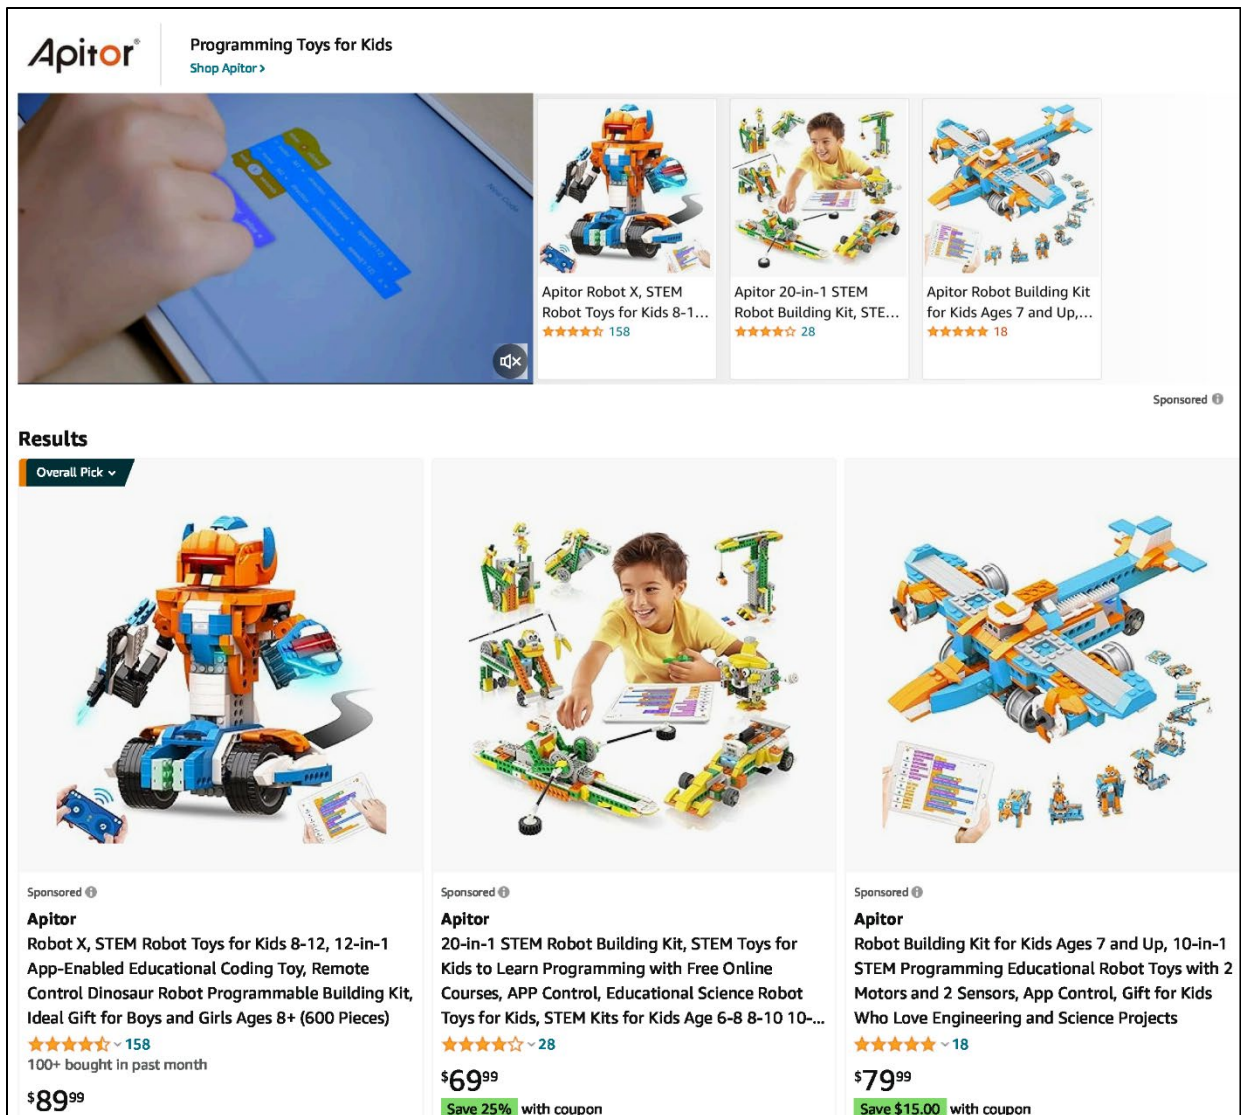 Apitor®
Programming Toys for Kids
Shop Apitor ›
New Code
Apitor Robot X, STEM
Robot Toys for Kids 8-1...
158
Apitor 20-in-1 STEM
Robot Building Kit, STE...
28
Apitor Robot Building Kit
for Kids Ages 7 and Up,...
18
Sponsored
Results
Overall Pick
Sponsored
Apitor
Robot X, STEM Robot Toys for Kids 8-12, 12-in-1
App-Enabled Educational Coding Toy, Remote
Control Dinosaur Robot Programmable Building Kit,
Ideal Gift for Boys and Girls Ages 8+ (600 Pieces)
158
100+ bought in past month
$8999
Sponsored
Apitor
20-in-1 STEM Robot Building Kit, STEM Toys for
Kids to Learn Programming with Free Online
Courses, APP Control, Educational Science Robot
Toys for Kids, STEM Kits for Kids Age 6-8 8-10 10-...
28
$6999
Save 25% with coupon
Sponsored
Apitor
Robot Building Kit for Kids Ages 7 and Up, 10-in-1
STEM Programming Educational Robot Toys with 2
Motors and 2 Sensors, App Control, Gift for Kids
Who Love Engineering and Science Projects
18
$7999
Save $15.00 with coupon